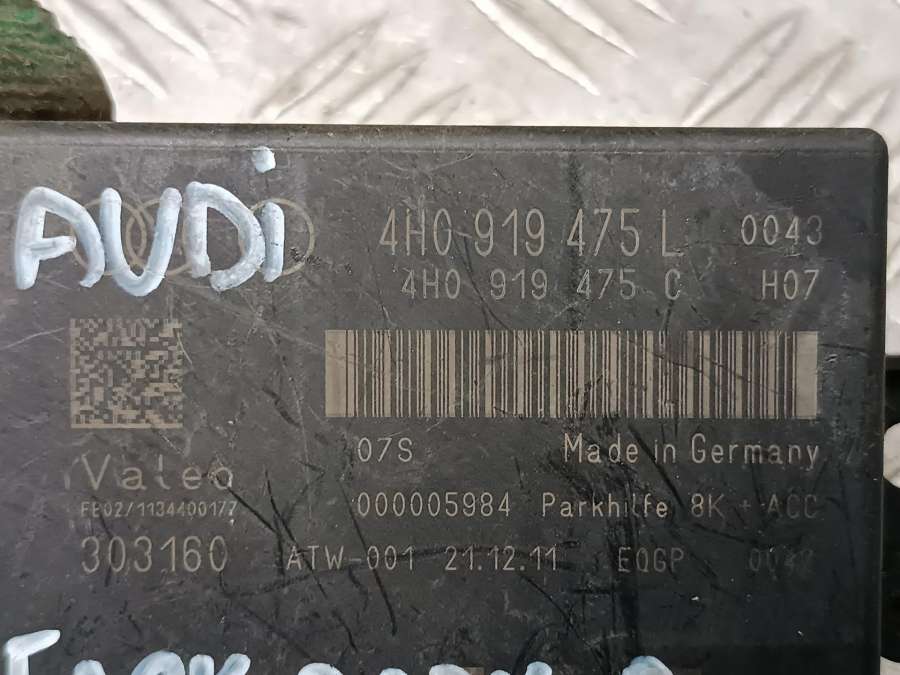 AUDi
4H0 919 475 L 0043
4H0 919 475 C H07
07S Made in Germany
Valeo
FE02/1134400177
000005984 Parkhilfe 8K + ACC
303160 ATW-001 21.12.11 EQGP